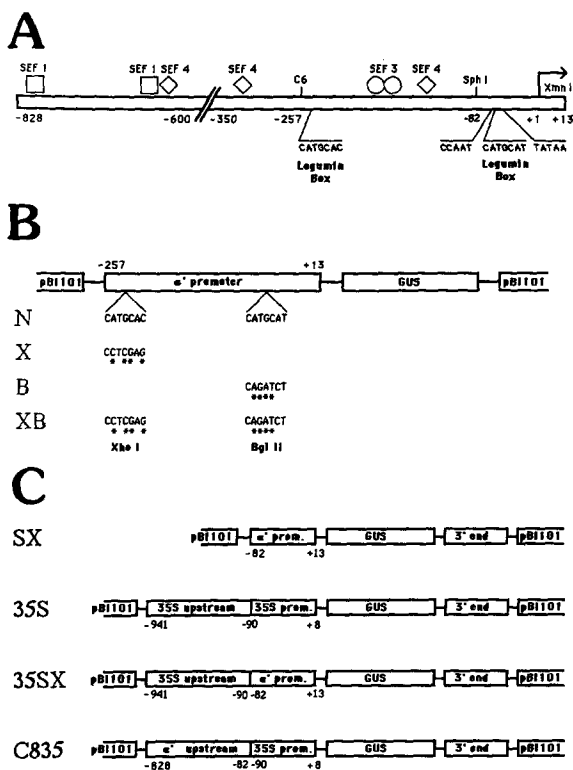 A
SEF 1 SEF 1 SEF 4 SEF 4 C6 SEF 3 SEF 4 Sph I Xmn I
-828 -600 -350 -257 -82 +1 +13
CATGCAC CCAAT CATGCAT TATAA
Legumin Box Legumin Box
B
-257 +13
pBI101 α' promoter GUS pBI101
N CATGCAC CATGCAT
X CCTCGAG
* ** *
B CAGATCT
****
XB CCTCGAG CAGATCT
* ** * ****
Xho I Bgl II
C
SX pBI101 α' prom. GUS 3' end pBI101
-82 +13
35S pBI101 35S upstream 35S prom. GUS 3' end pBI101
-941 -90 +8
35SX pBI101 35S upstream α' prom. GUS 3' end pBI101
-941 -90 -82 +13
C835 pBI101 α' upstream 35S prom. GUS 3' end pBI101
-828 -82 -90 +8